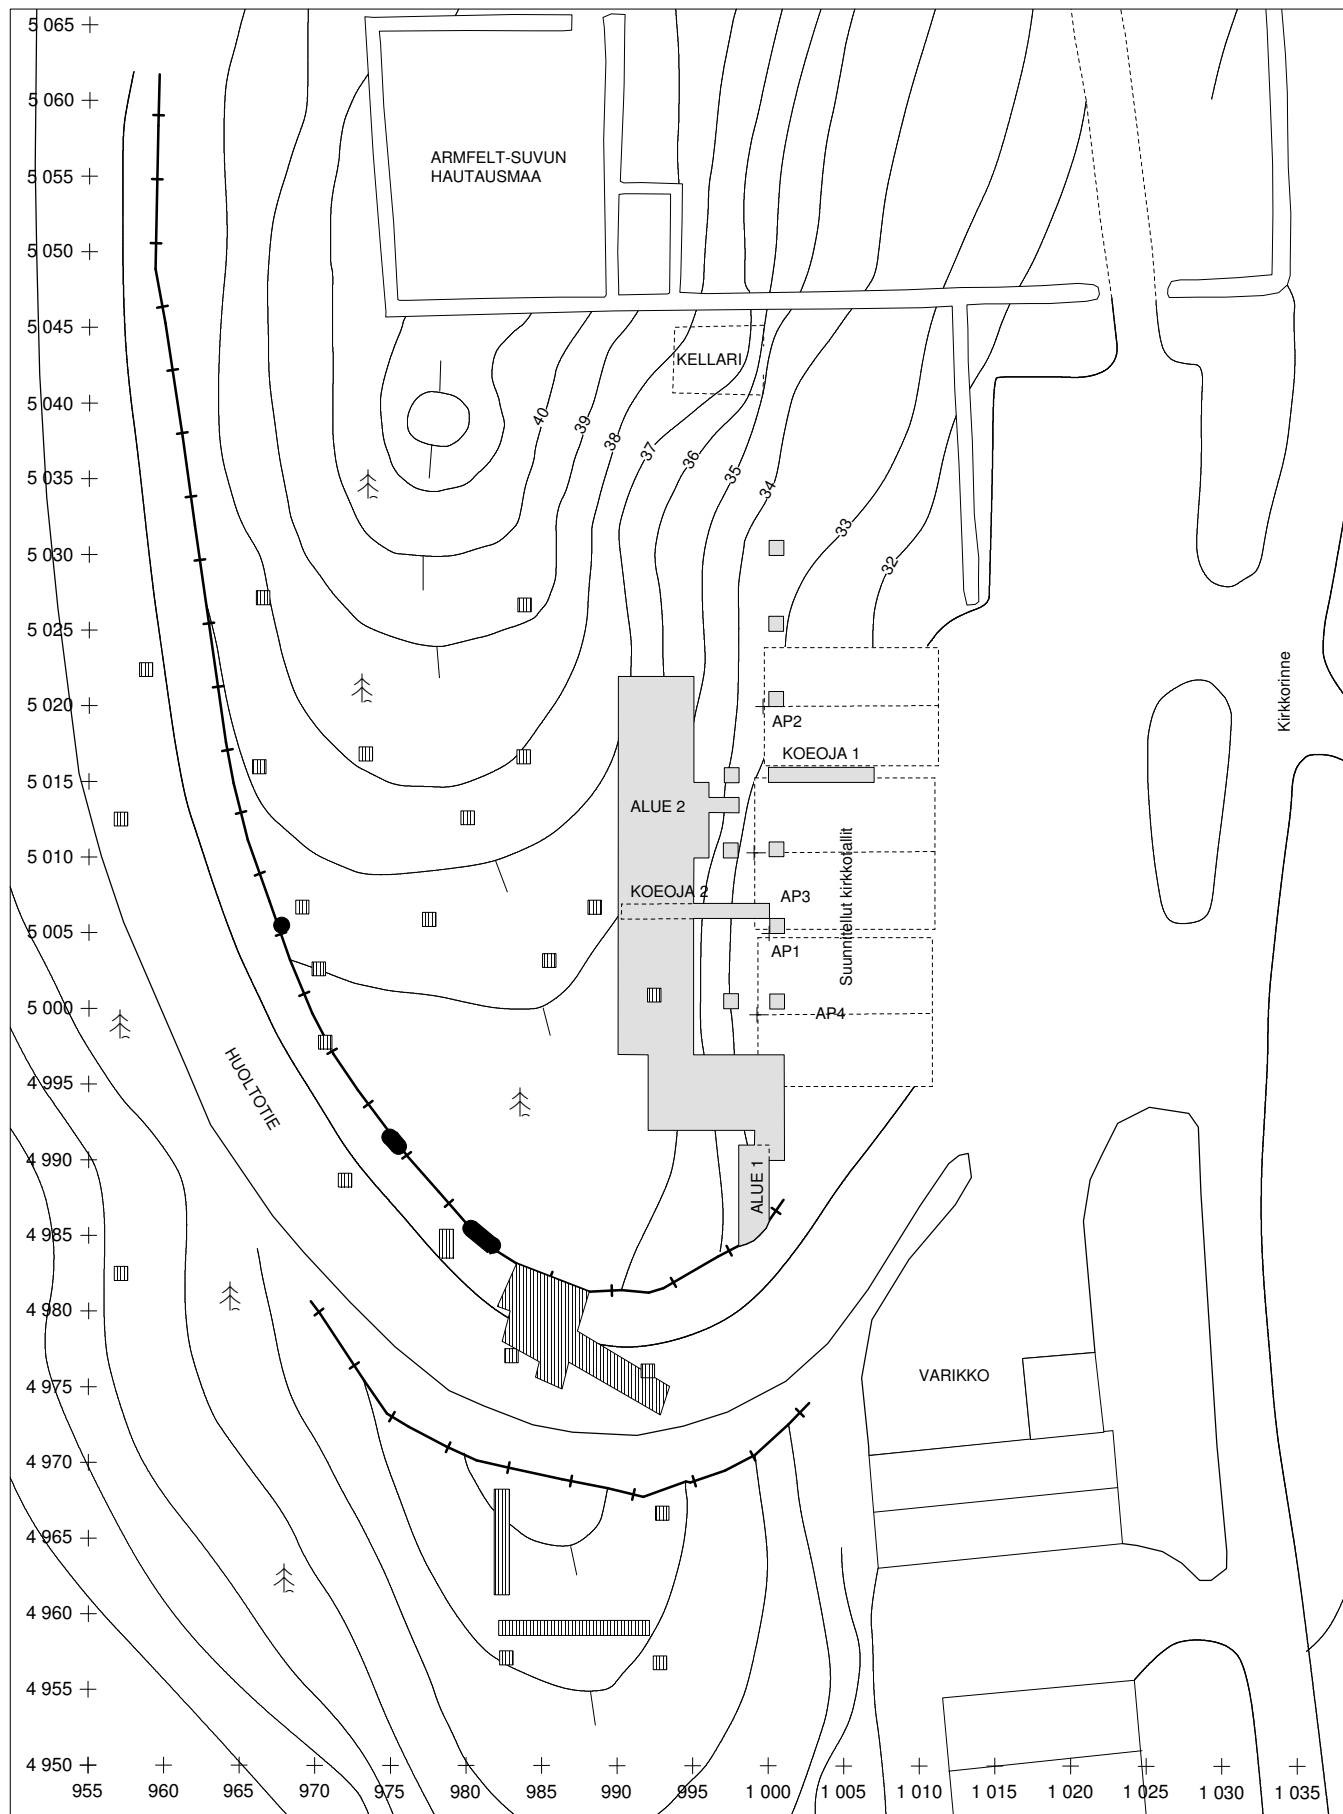 5 065
5 060
ARMFELT-SUVUN
HAUTAUSMAA
5 055
5 050
5 045
KELLARI
5 040
40
39
38
37
36
35
34
33
32
5 035
5 030
5 025
5 020
AP2
KOEOJA 1
Kirkkorinne
5 015
ALUE 2
5 010
KOEOJA 2
AP3
Suunnitellut kirkkotallit
5 005
AP1
5 000
AP4
HUOLTOTIE
4 995
4 990
ALUE 1
4 985
4 980
4 975
VARIKKO
4 970
4 965
4 960
4 955
4 950
955 960 965 970 975 980 985 990 995 1 000 1 005 1 010 1 015 1 020 1 025 1 030 1 035